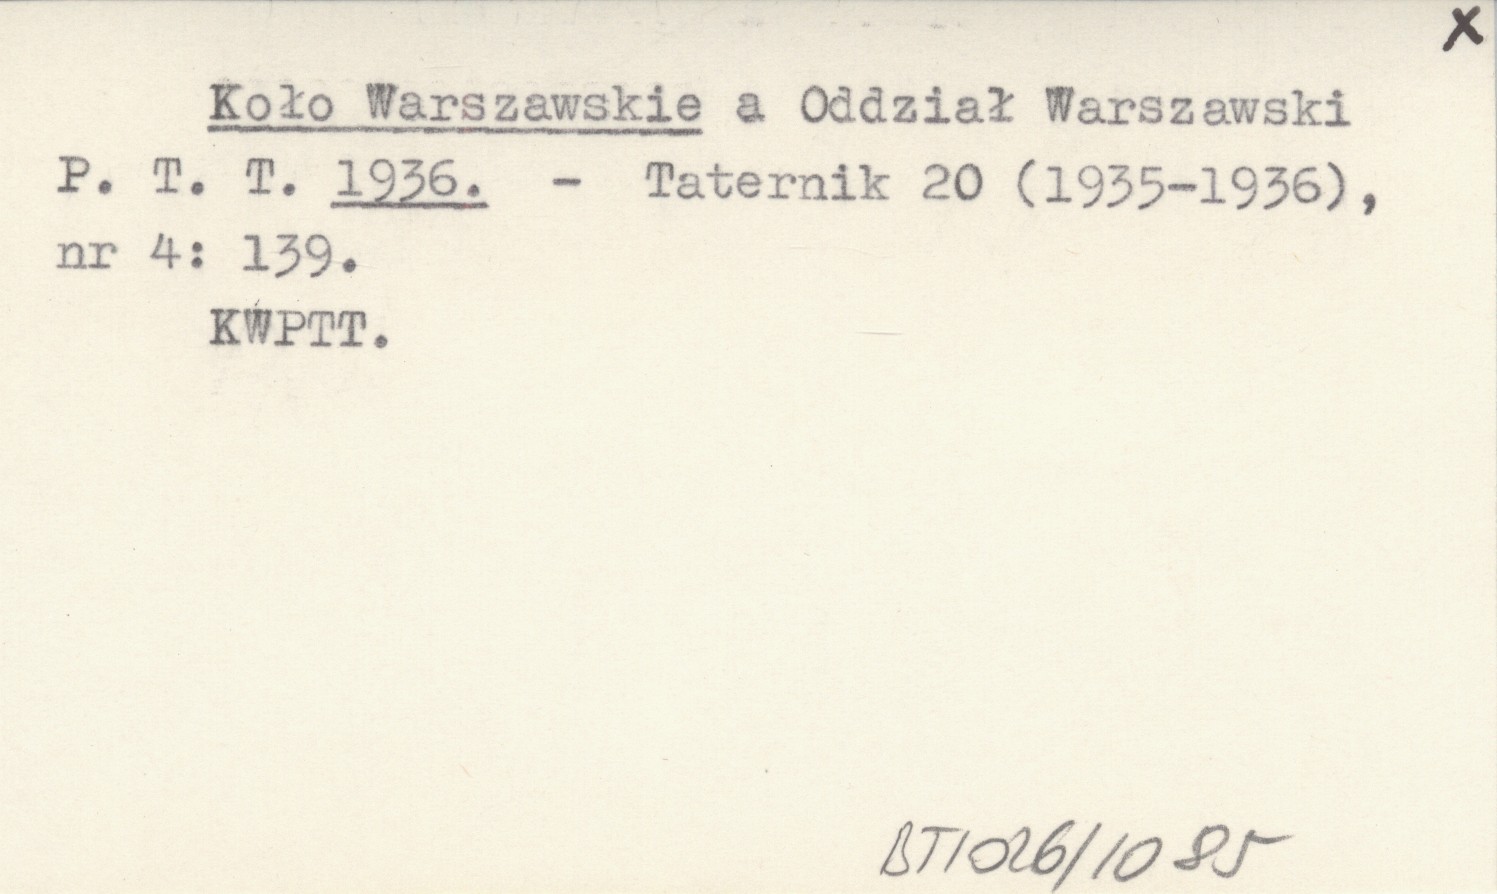 x
Koło Warszawskie a Oddział Warszawski
P. T. T. 1936. - Taternik 20 (1935-1936),
nr 4: 139.
KWPTT.
BT1026/1085